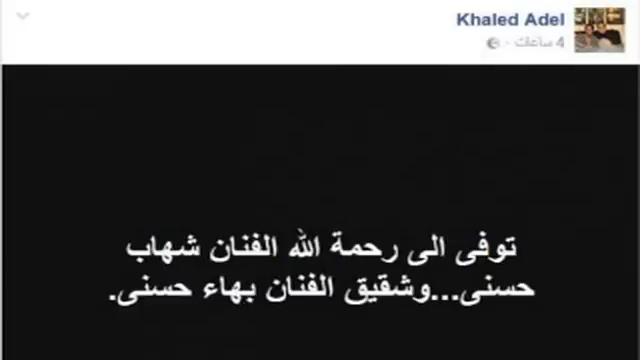 Khaled Adel
4 ساعات ·
توفى الى رحمة الله الفنان شهاب
حسنى...وشقيق الفنان بهاء حسنى.